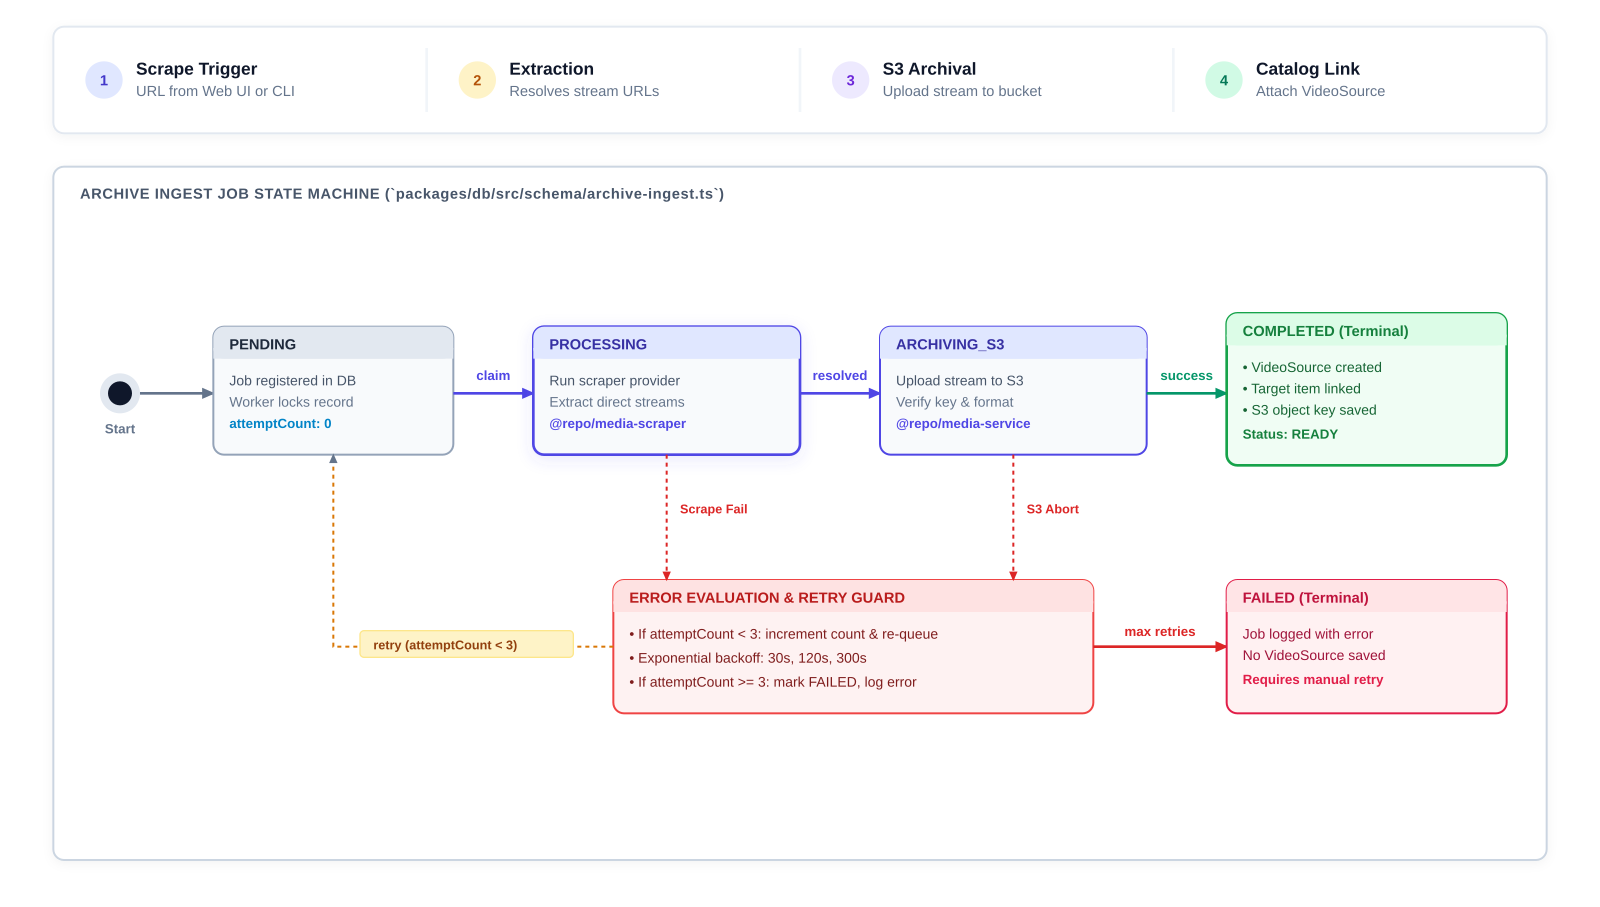 1
Scrape Trigger
URL from Web UI or CLI
2
Extraction
Resolves stream URLs
3
S3 Archival
Upload stream to bucket
4
Catalog Link
Attach VideoSource
ARCHIVE INGEST JOB STATE MACHINE (`packages/db/src/schema/archive-ingest.ts`)
Start
PENDING
Job registered in DB
Worker locks record
attemptCount: 0
claim
PROCESSING
Run scraper provider
Extract direct streams
@repo/media-scraper
resolved
ARCHIVING_S3
Upload stream to S3
Verify key & format
@repo/media-service
success
COMPLETED (Terminal)
• VideoSource created
• Target item linked
• S3 object key saved
Status: READY
Scrape Fail
S3 Abort
retry (attemptCount < 3)
ERROR EVALUATION & RETRY GUARD
• If attemptCount < 3: increment count & re-queue
• Exponential backoff: 30s, 120s, 300s
• If attemptCount >= 3: mark FAILED, log error
max retries
FAILED (Terminal)
Job logged with error
No VideoSource saved
Requires manual retry